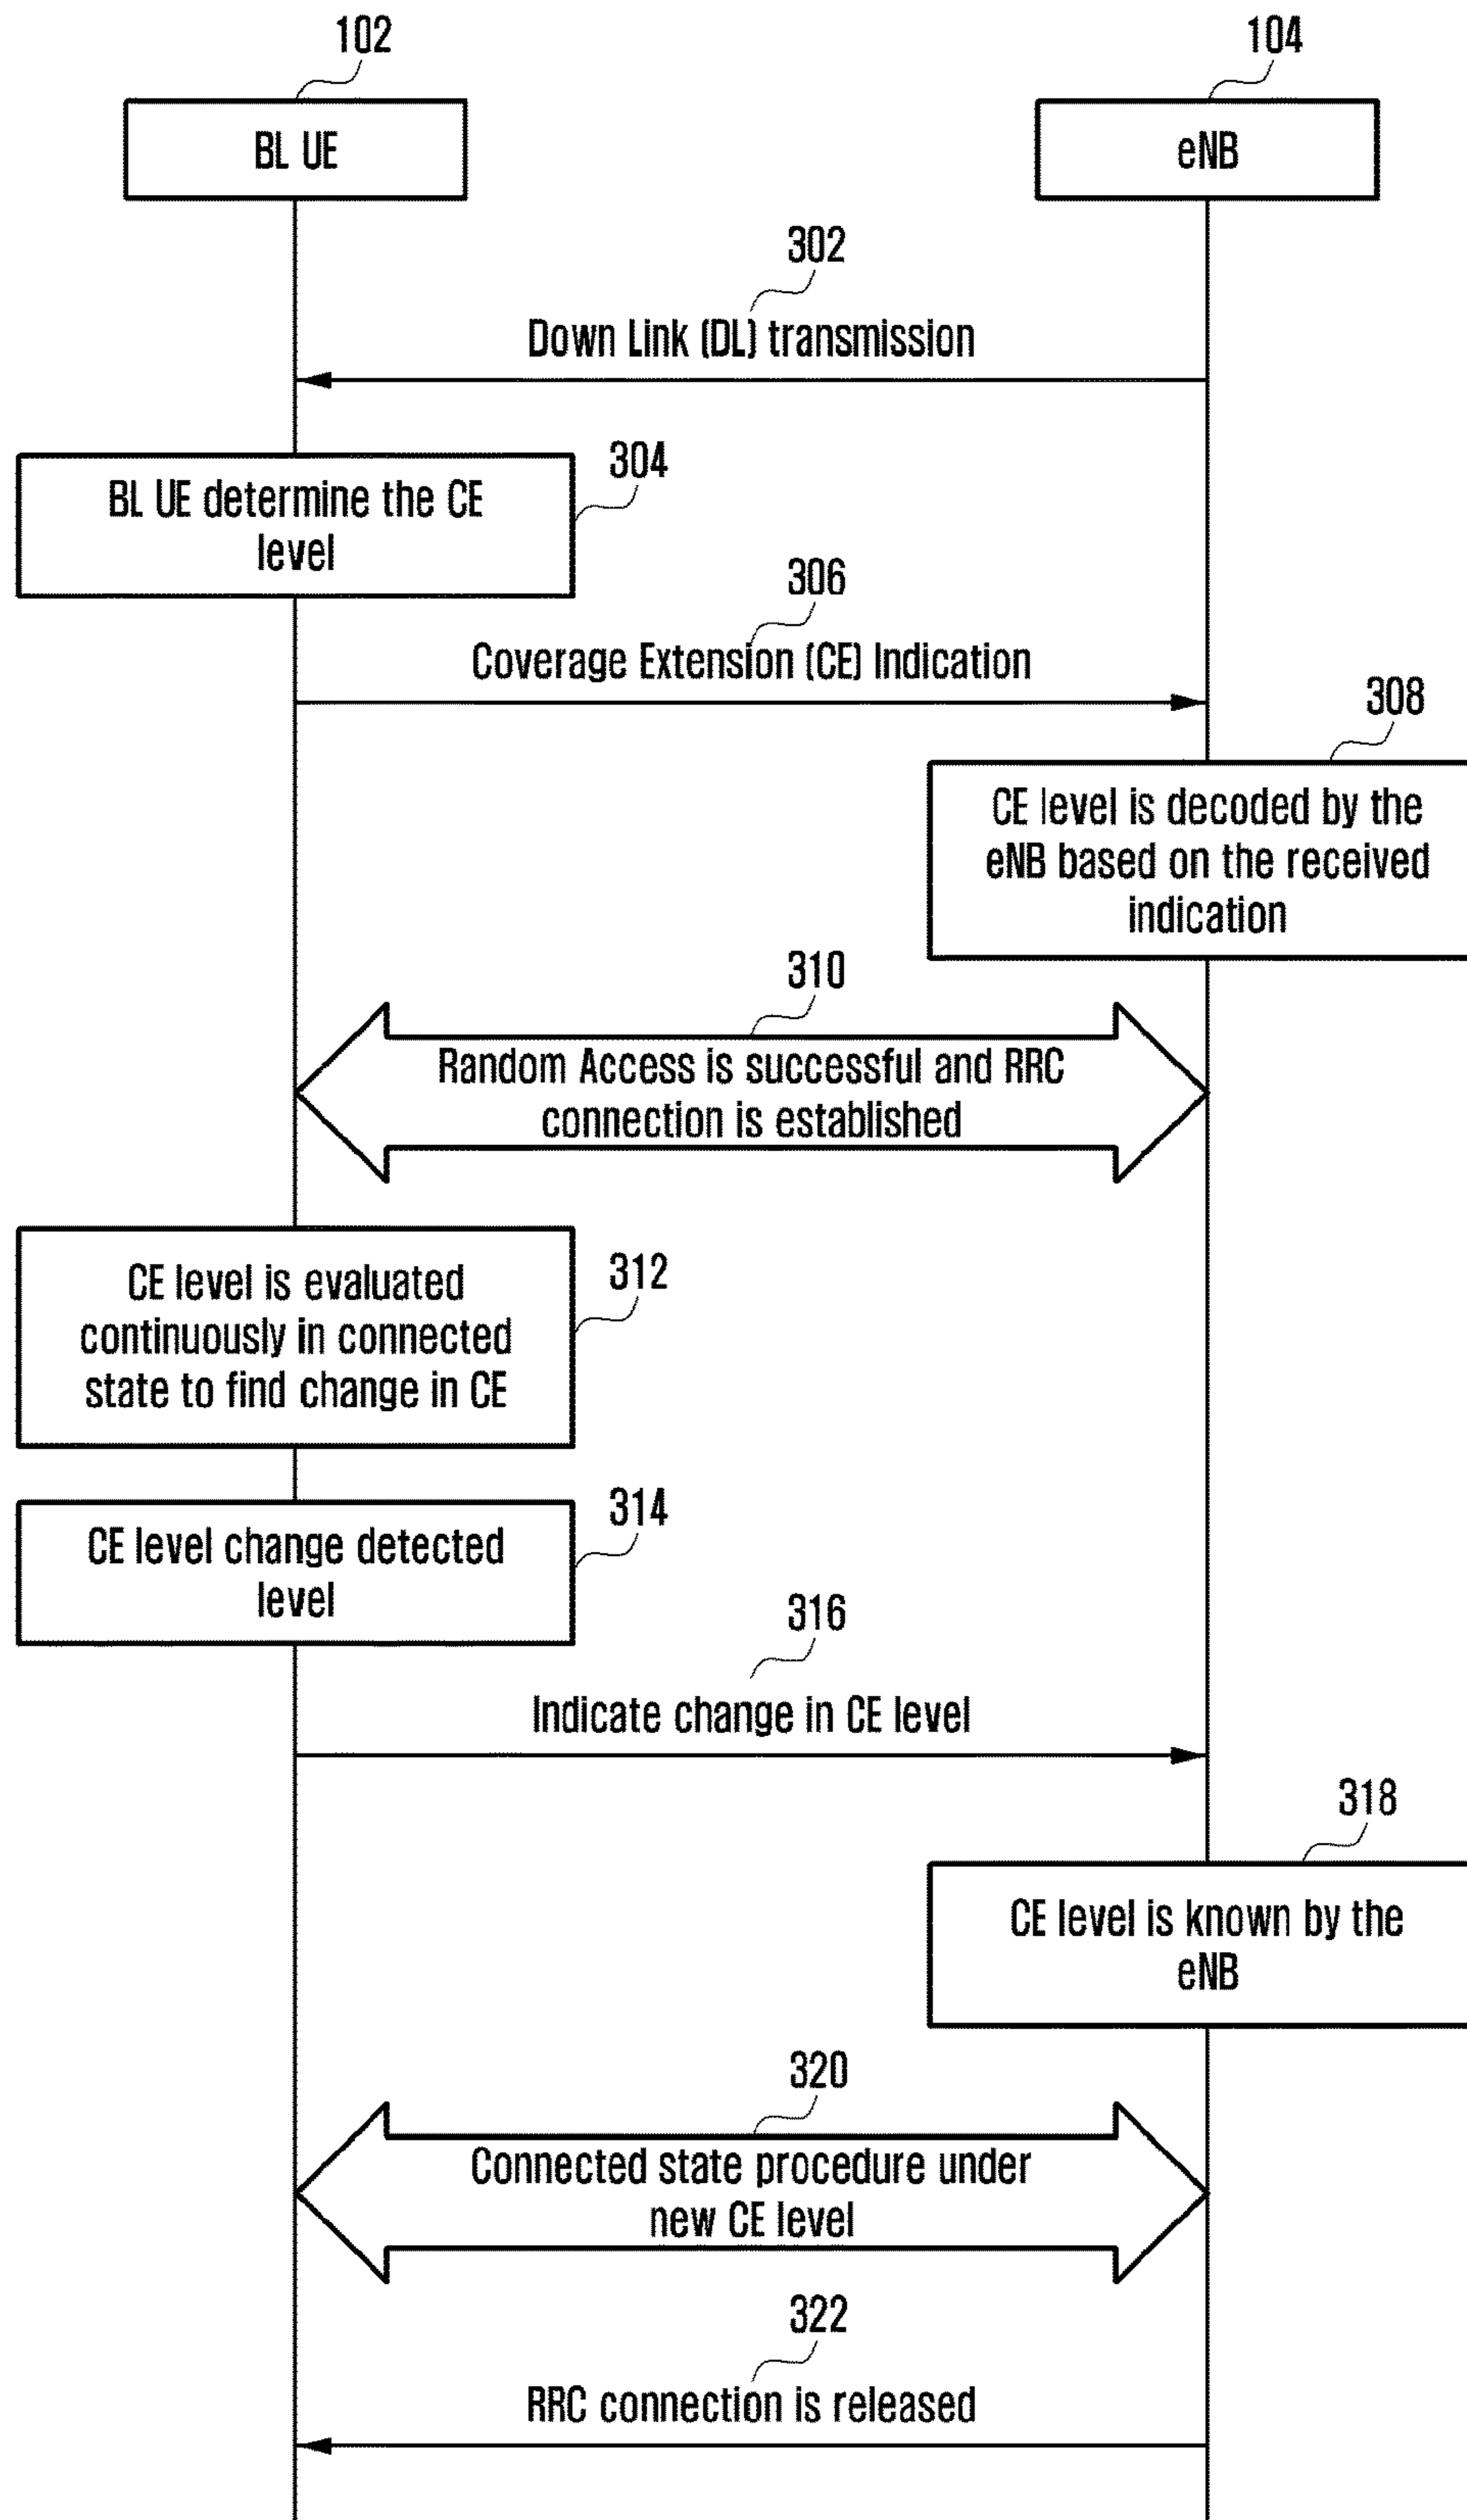 102
104
BL UE
eNB
302
Down Link (DL) transmission
304
BL UE determine the CE
level
306
Coverage Extension (CE) Indication
308
CE level is decoded by the
eNB based on the received
indication
310
Random Access is successful and RRC
connection is established
312
CE level is evaluated
continuously in connected
state to find change in CE
314
CE level change detected
level
316
Indicate change in CE level
318
CE level is known by the
eNB
320
Connected state procedure under
new CE level
322
RRC connection is released